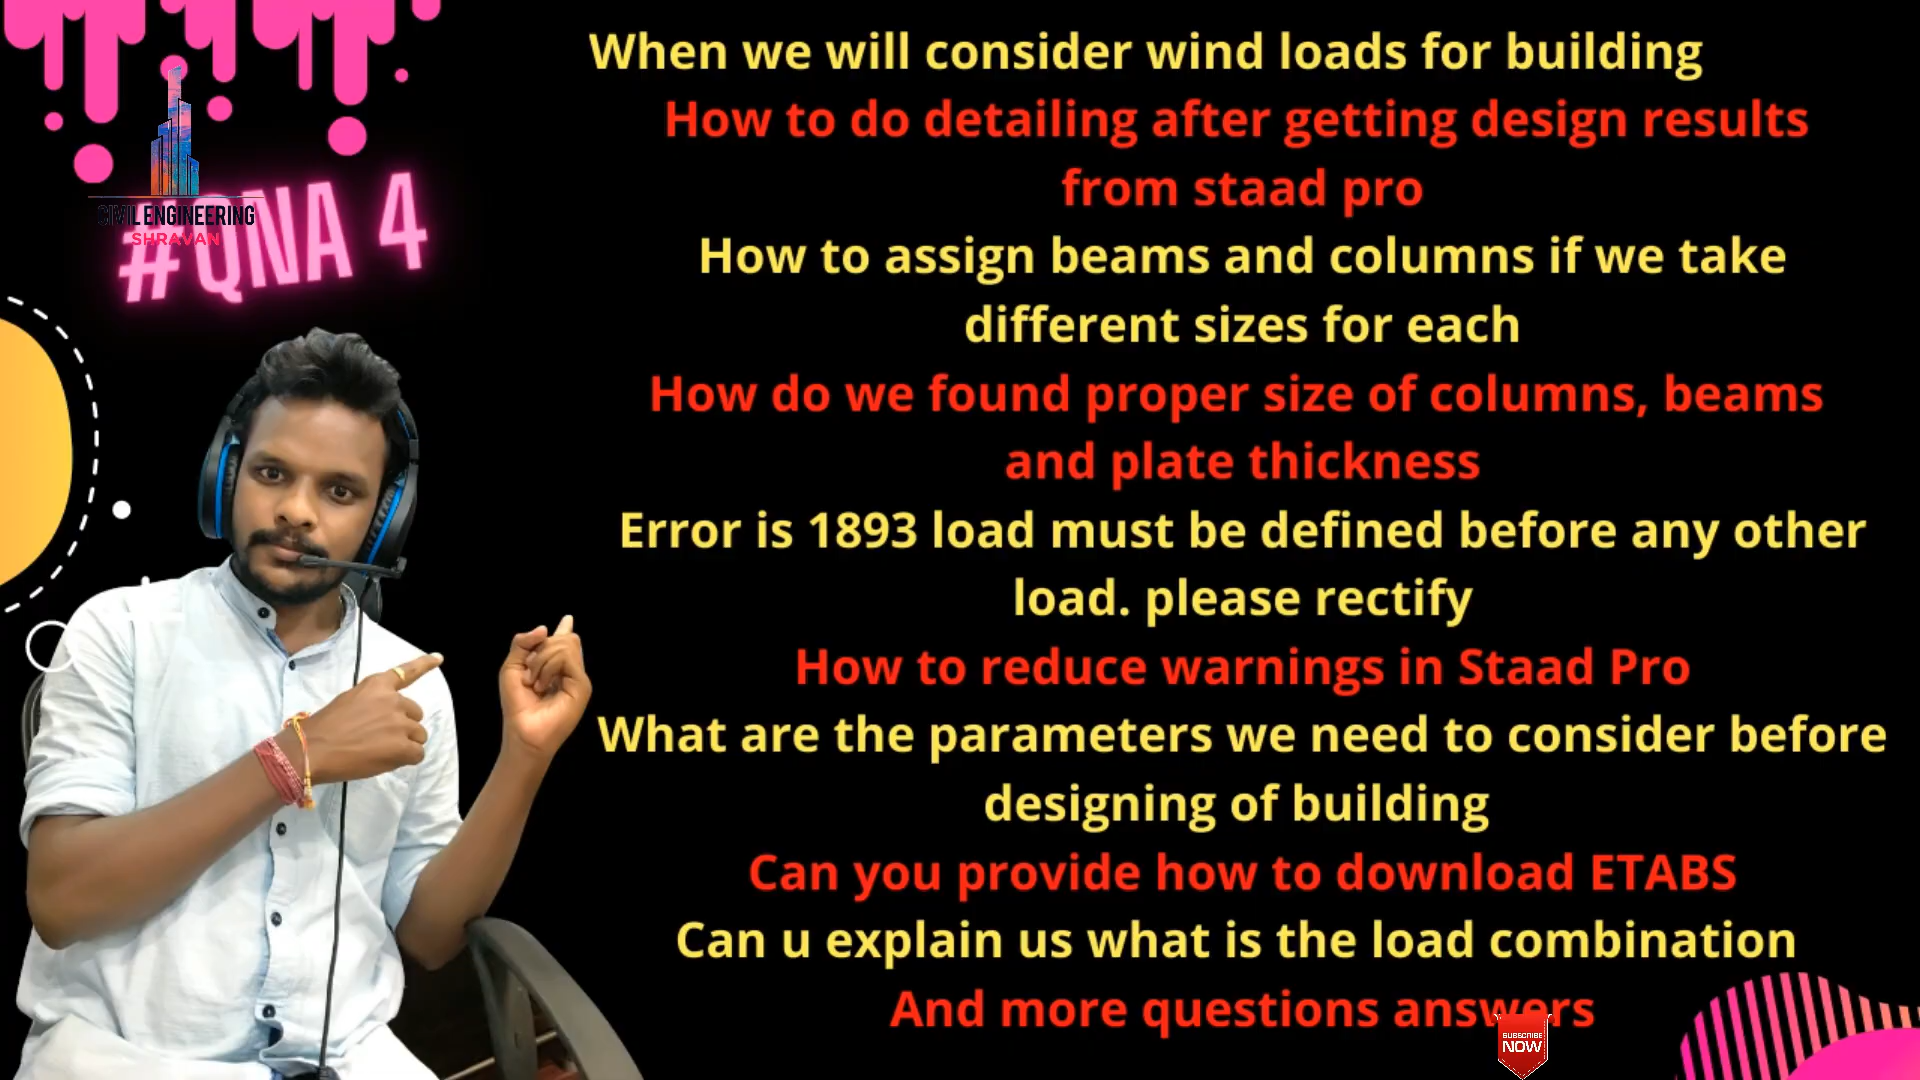 CIVIL ENGINEERING
SHRAVAN
#QNA 4
When we will consider wind loads for building
How to do detailing after getting design results
from staad pro
How to assign beams and columns if we take
different sizes for each
How do we found proper size of columns, beams
and plate thickness
Error is 1893 load must be defined before any other
load. please rectify
How to reduce warnings in Staad Pro
What are the parameters we need to consider before
designing of building
Can you provide how to download ETABS
Can u explain us what is the load combination
And more questions answers
SUBSCRIBE
NOW